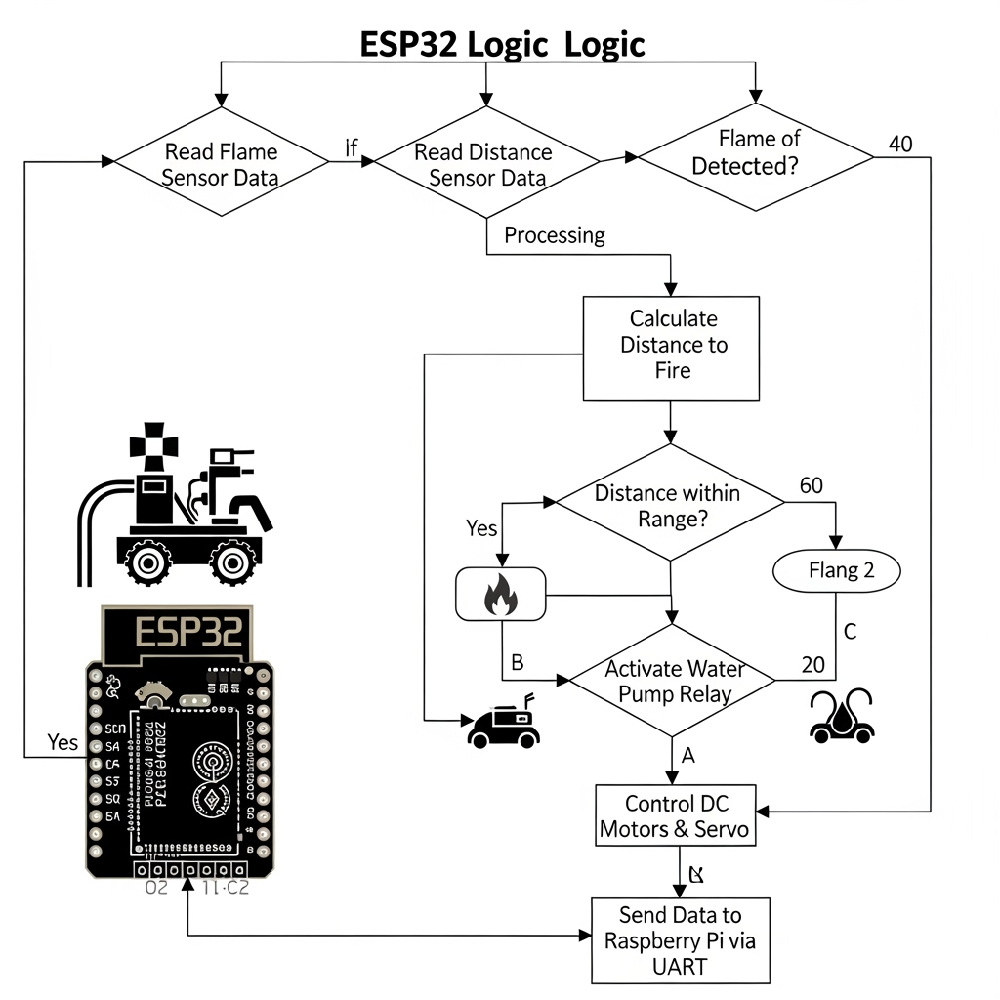 ESP32 Logic Logic
Read Flame
Sensor Data
if
Read Distance
Sensor Data
Flame of
Detected?
40
Processing
Calculate
Distance to
Fire
Distance within
Range?
60
Yes
Flang 2
B
Activate Water
Pump Relay
20
C
A
Control DC
Motors & Servo
Send Data to
Raspberry Pi via
UART
Yes
ESP32